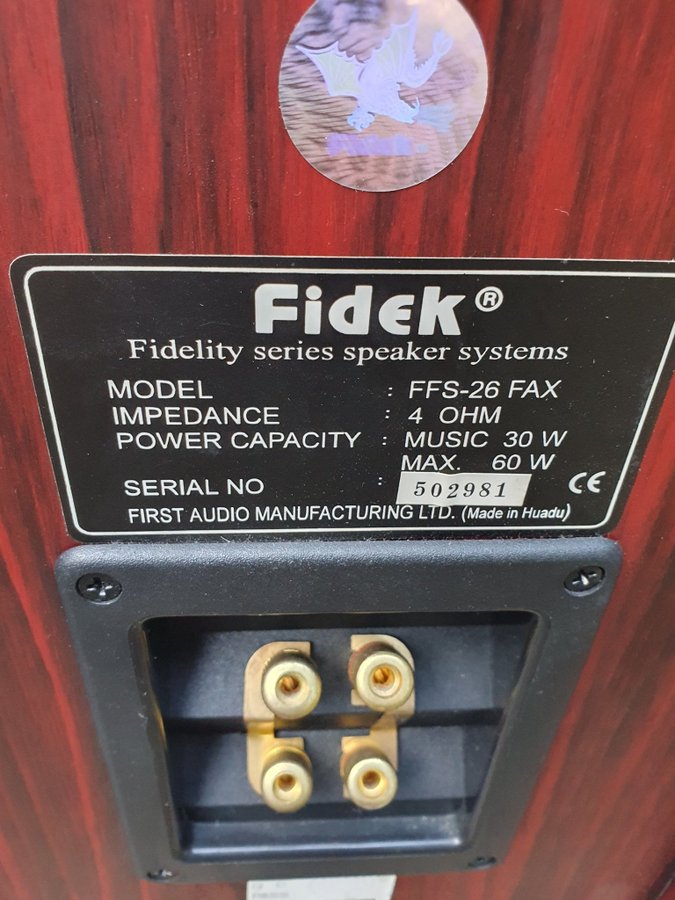 Fidek®
Fidelity series speaker systems
MODEL : FFS-26 FAX
IMPEDANCE : 4 OHM
POWER CAPACITY : MUSIC 30 W
MAX. 60 W
SERIAL NO : 502981
CE
FIRST AUDIO MANUFACTURING LTD. (Made in Huadu)